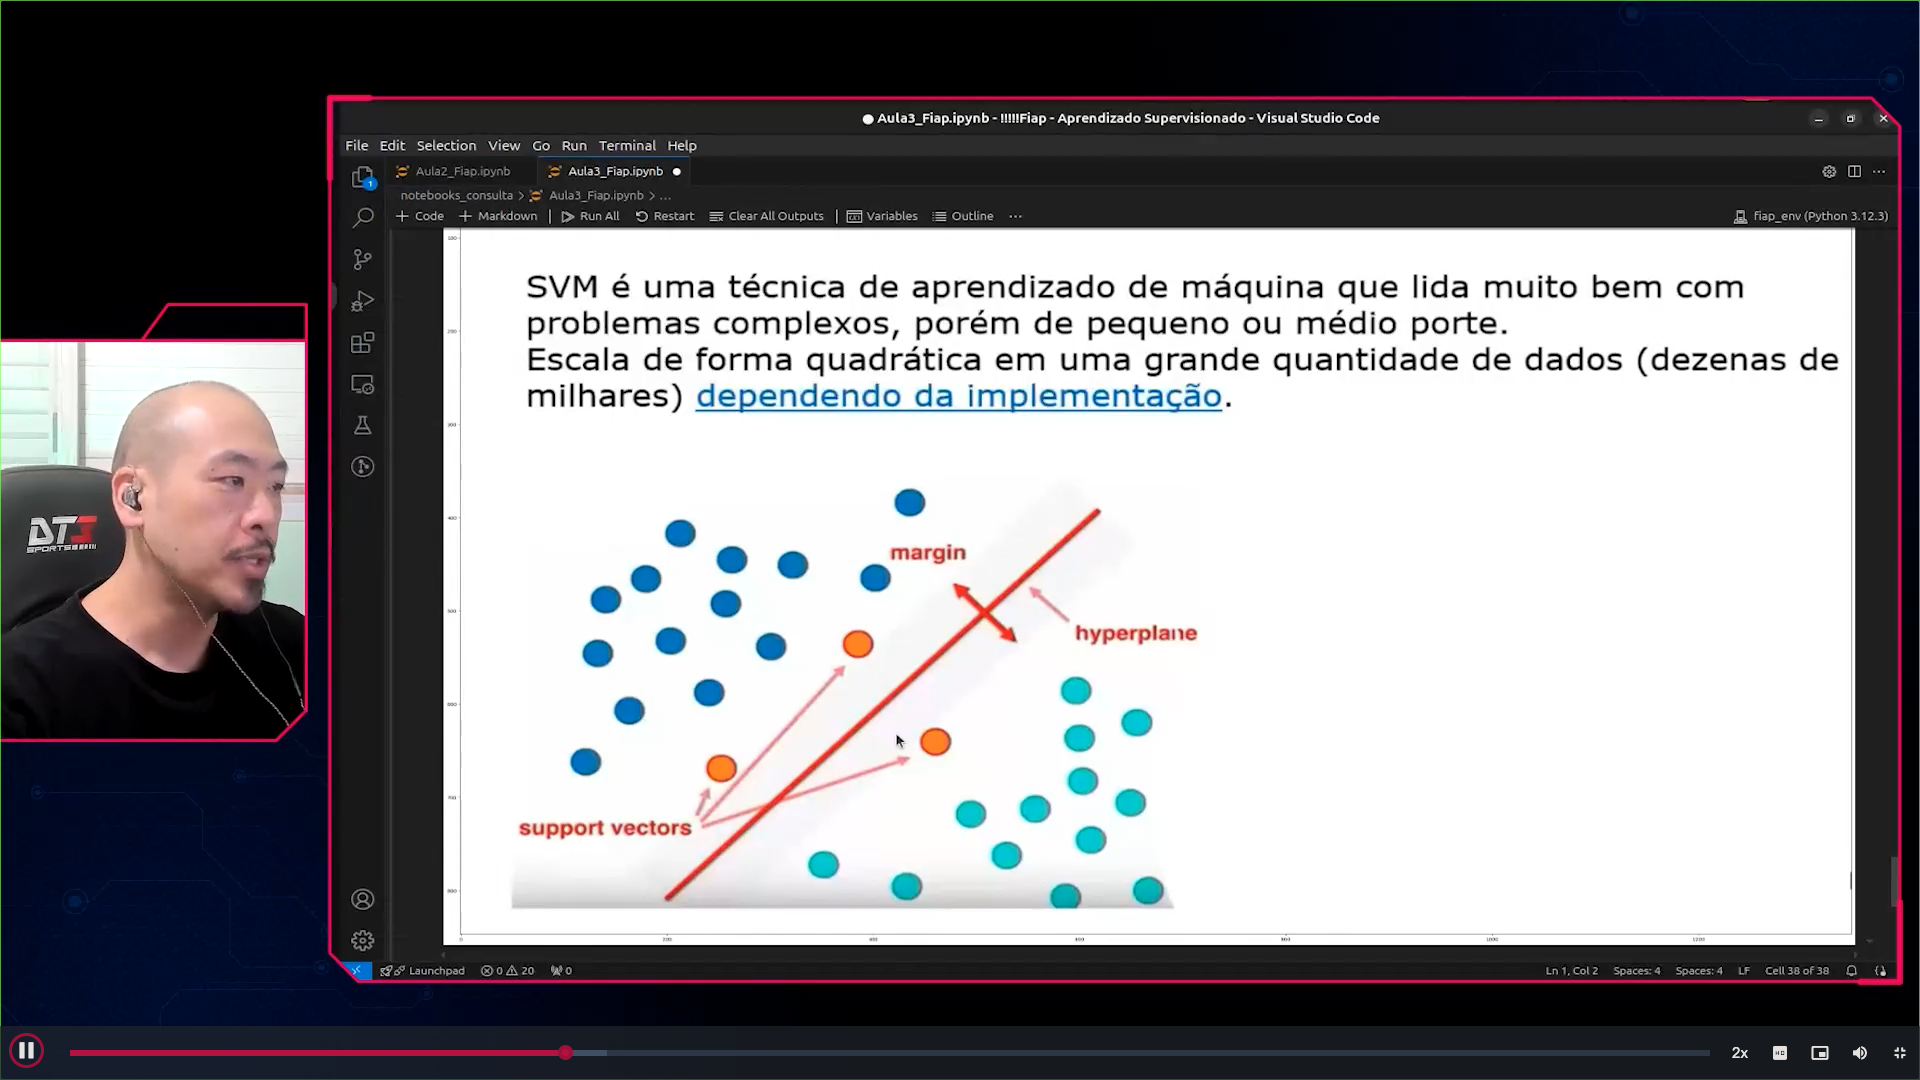 Aula3_Fiap.ipynb - !!!!!Fiap - Aprendizado Supervisionado - Visual Studio Code
File Edit Selection View Go Run Terminal Help
Aula2_Fiap.ipynb Aula3_Fiap.ipynb
notebooks_consulta > Aula3_Fiap.ipynb > ...
+ Code + Markdown | Run All Restart Clear All Outputs | Variables Outline ... fiap_env (Python 3.12.3)
1
SVM é uma técnica de aprendizado de máquina que lida muito bem com
problemas complexos, porém de pequeno ou médio porte.
Escala de forma quadrática em uma grande quantidade de dados (dezenas de
milhares) dependendo da implementação.
margin
hyperplane
support vectors
DT3
SPORTS
Launchpad 0 20 0 Ln 1, Col 2 Spaces: 4 Spaces: 4 LF Cell 38 of 38
2x HD